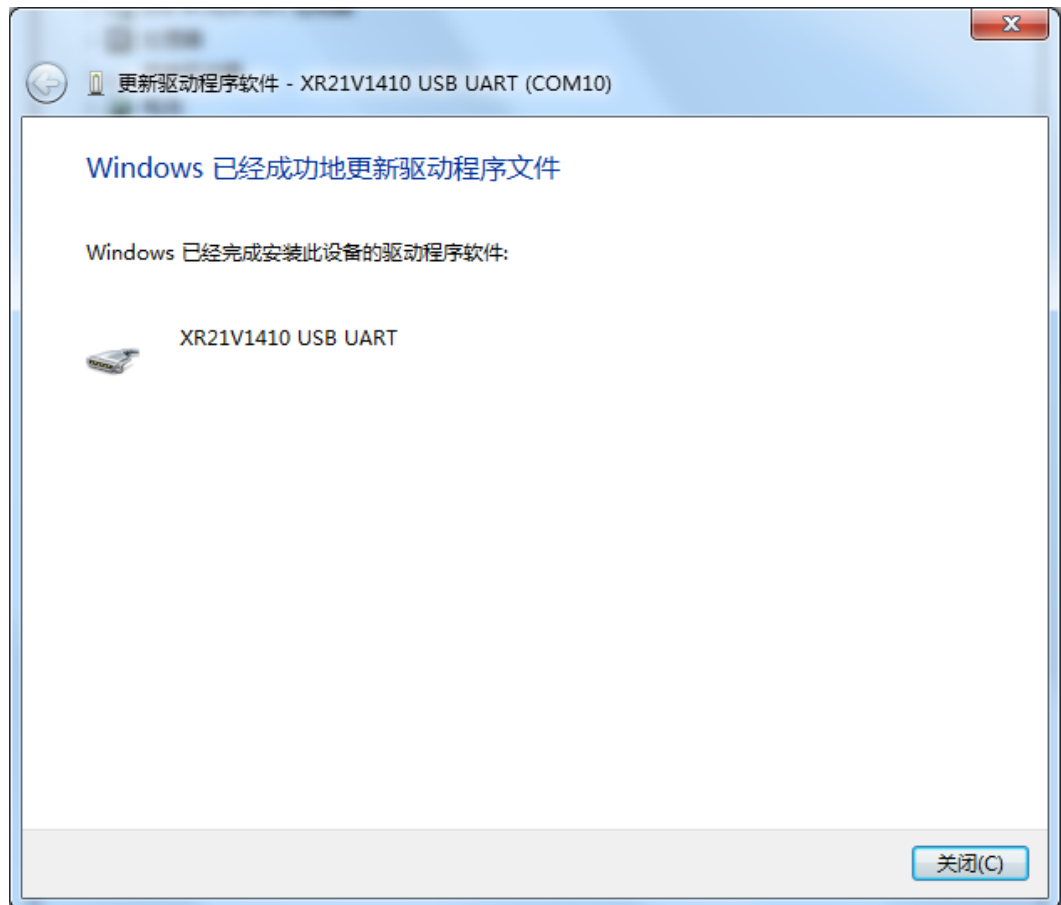 更新驱动程序软件 - XR21V1410 USB UART (COM10)
Windows 已经成功地更新驱动程序文件
Windows 已经完成安装此设备的驱动程序软件:
XR21V1410 USB UART
关闭(C)